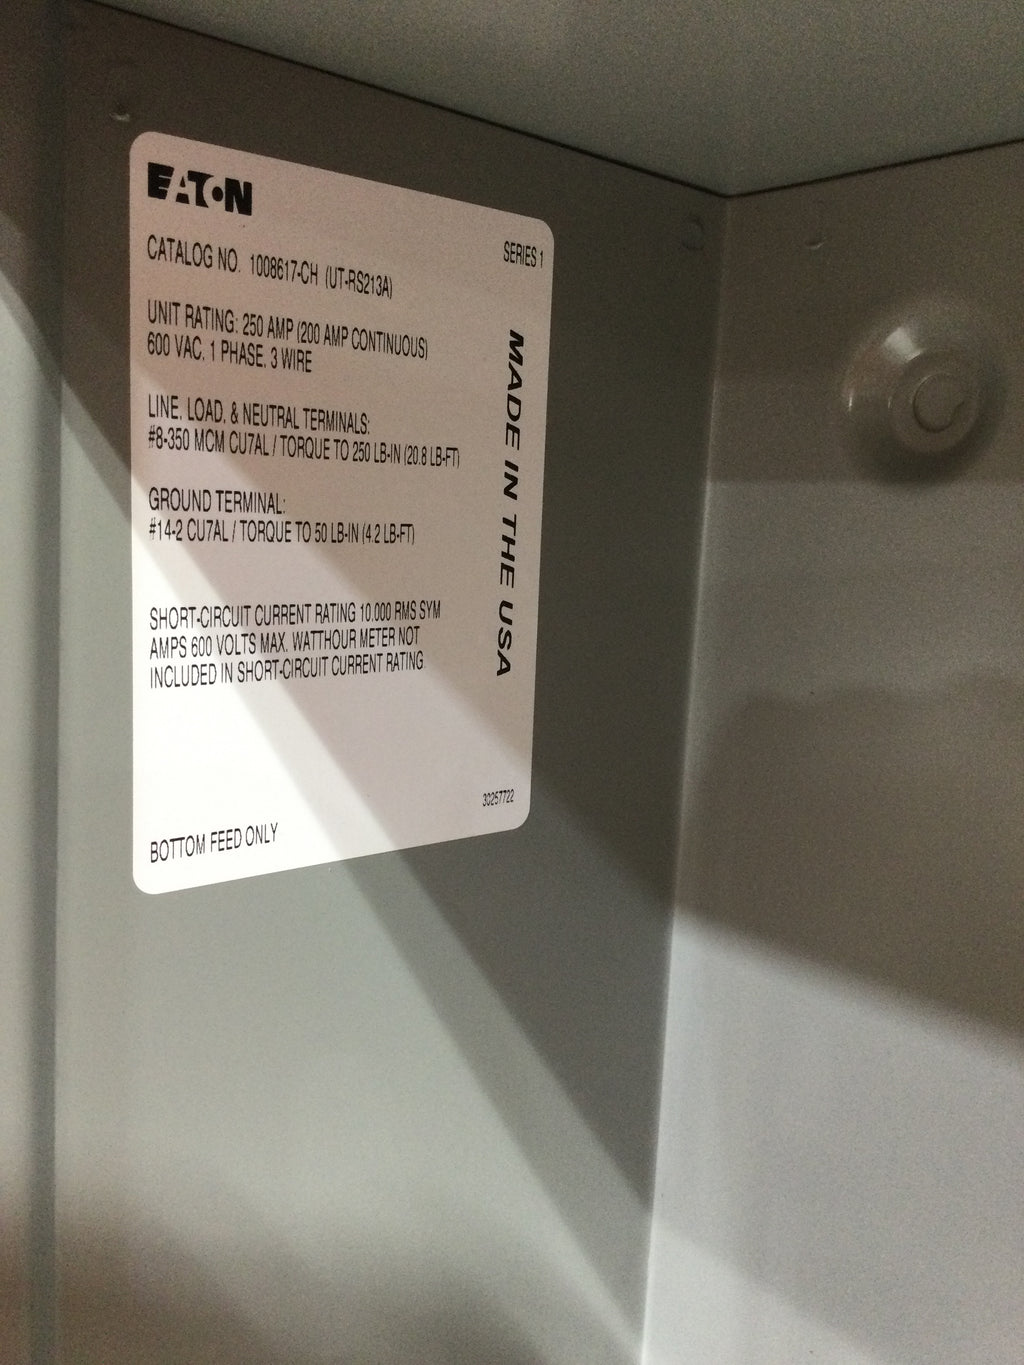 EATON
SERIES 1
CATALOG NO. 1008617-CH (UT-RS213A)
UNIT RATING: 250 AMP (200 AMP CONTINUOUS)
600 VAC, 1 PHASE, 3 WIRE
LINE, LOAD, & NEUTRAL TERMINALS:
#8-350 MCM CU7AL / TORQUE TO 250 LB-IN (20.8 LB-FT)
GROUND TERMINAL:
#14-2 CU7AL / TORQUE TO 50 LB-IN (4.2 LB-FT)
SHORT-CIRCUIT CURRENT RATING 10,000 RMS SYM
AMPS 600 VOLTS MAX. WATTHOUR METER NOT
INCLUDED IN SHORT-CIRCUIT CURRENT RATING.
MADE IN THE USA
30257722
BOTTOM FEED ONLY